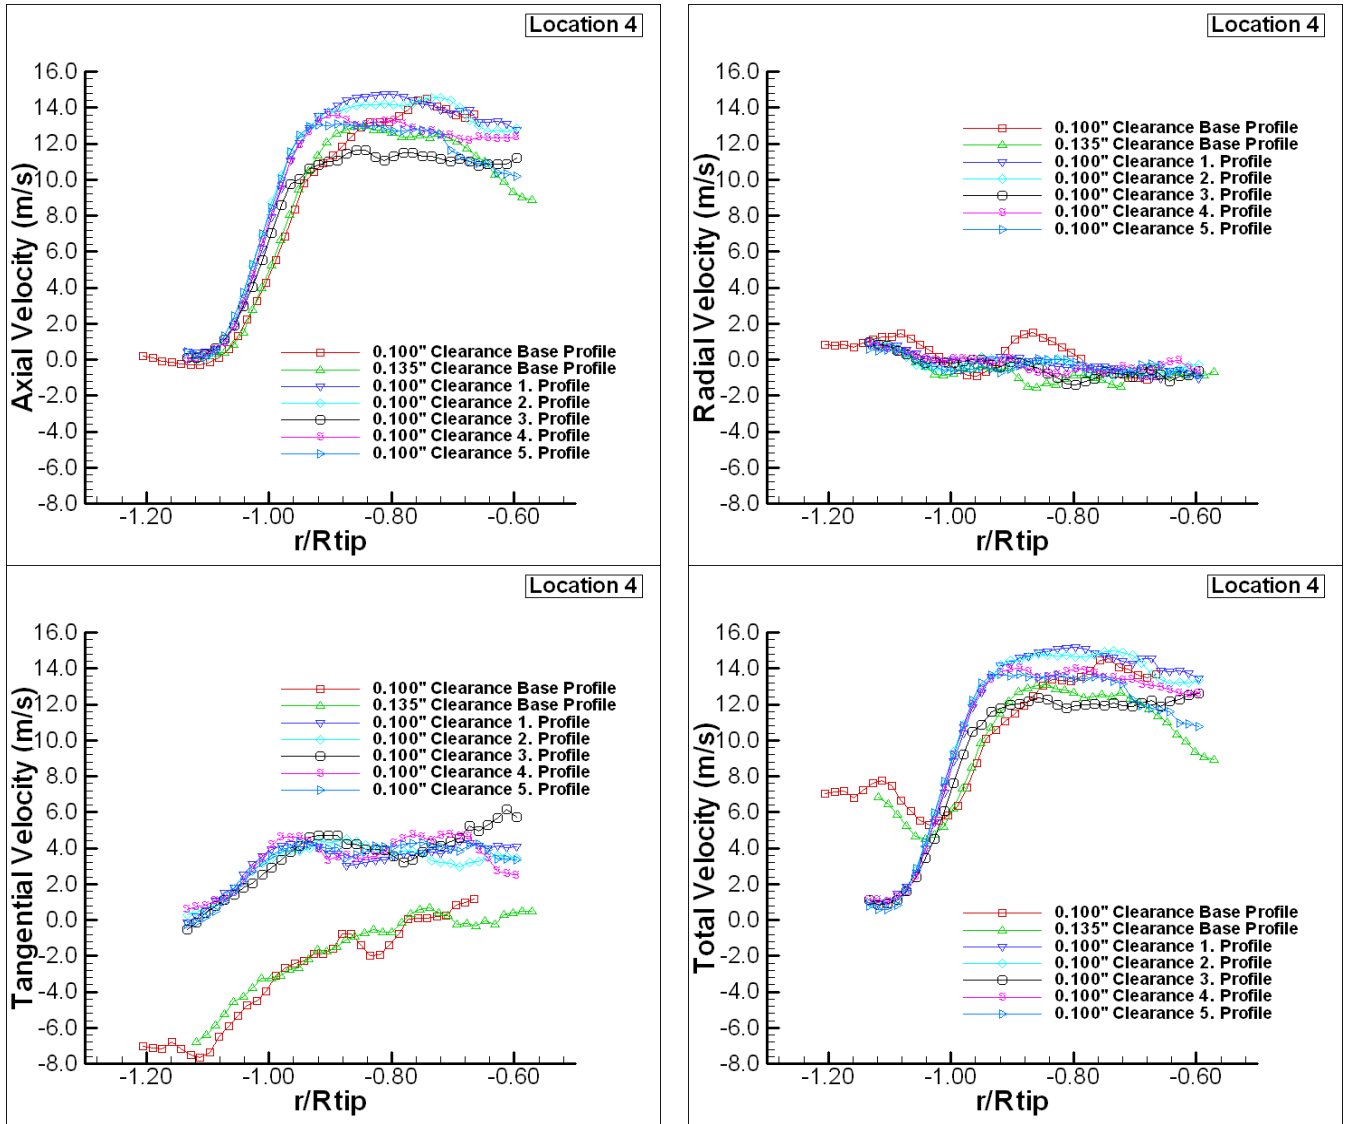 Location 4
16.0
14.0
12.0
10.0
8.0
6.0
4.0
2.0
0.0
-2.0
-4.0
-6.0
-8.0
Axial Velocity (m/s)
0.100" Clearance Base Profile
0.135" Clearance Base Profile
0.100" Clearance 1. Profile
0.100" Clearance 2. Profile
0.100" Clearance 3. Profile
0.100" Clearance 4. Profile
0.100" Clearance 5. Profile
-1.20 -1.00 -0.80 -0.60
r/Rtip
Location 4
16.0
14.0
12.0
10.0
8.0
6.0
4.0
2.0
0.0
-2.0
-4.0
-6.0
-8.0
Radial Velocity (m/s)
0.100" Clearance Base Profile
0.135" Clearance Base Profile
0.100" Clearance 1. Profile
0.100" Clearance 2. Profile
0.100" Clearance 3. Profile
0.100" Clearance 4. Profile
0.100" Clearance 5. Profile
-1.20 -1.00 -0.80 -0.60
r/Rtip
Location 4
16.0
14.0
12.0
10.0
8.0
6.0
4.0
2.0
0.0
-2.0
-4.0
-6.0
-8.0
Tangential Velocity (m/s)
0.100" Clearance Base Profile
0.135" Clearance Base Profile
0.100" Clearance 1. Profile
0.100" Clearance 2. Profile
0.100" Clearance 3. Profile
0.100" Clearance 4. Profile
0.100" Clearance 5. Profile
-1.20 -1.00 -0.80 -0.60
r/Rtip
Location 4
16.0
14.0
12.0
10.0
8.0
6.0
4.0
2.0
0.0
-2.0
-4.0
-6.0
-8.0
Total Velocity (m/s)
0.100" Clearance Base Profile
0.135" Clearance Base Profile
0.100" Clearance 1. Profile
0.100" Clearance 2. Profile
0.100" Clearance 3. Profile
0.100" Clearance 4. Profile
0.100" Clearance 5. Profile
-1.20 -1.00 -0.80 -0.60
r/Rtip